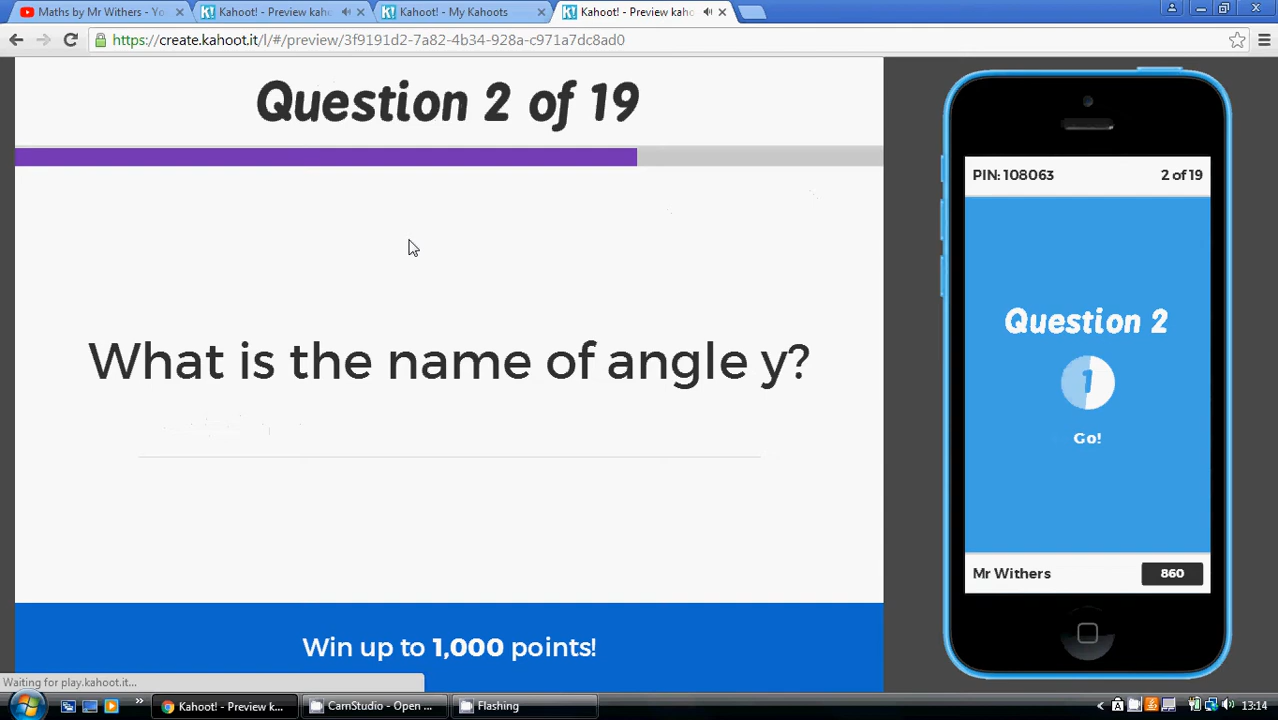 Maths by Mr Withers - Yo
Kahoot! - Preview kaho
Kahoot! - My Kahoots
Kahoot! - Preview kaho
https://create.kahoot.it/l/#/preview/3f9191d2-7a82-4b34-928a-c971a7dc8ad0
Question 2 of 19
What is the name of angle y?
Win up to 1,000 points!
PIN: 108063
2 of 19
Question 2
1
Go!
Mr Withers
860
Waiting for play.kahoot.it...
Kahoot! - Preview k...
CamStudio - Open ...
Flashing
13:14